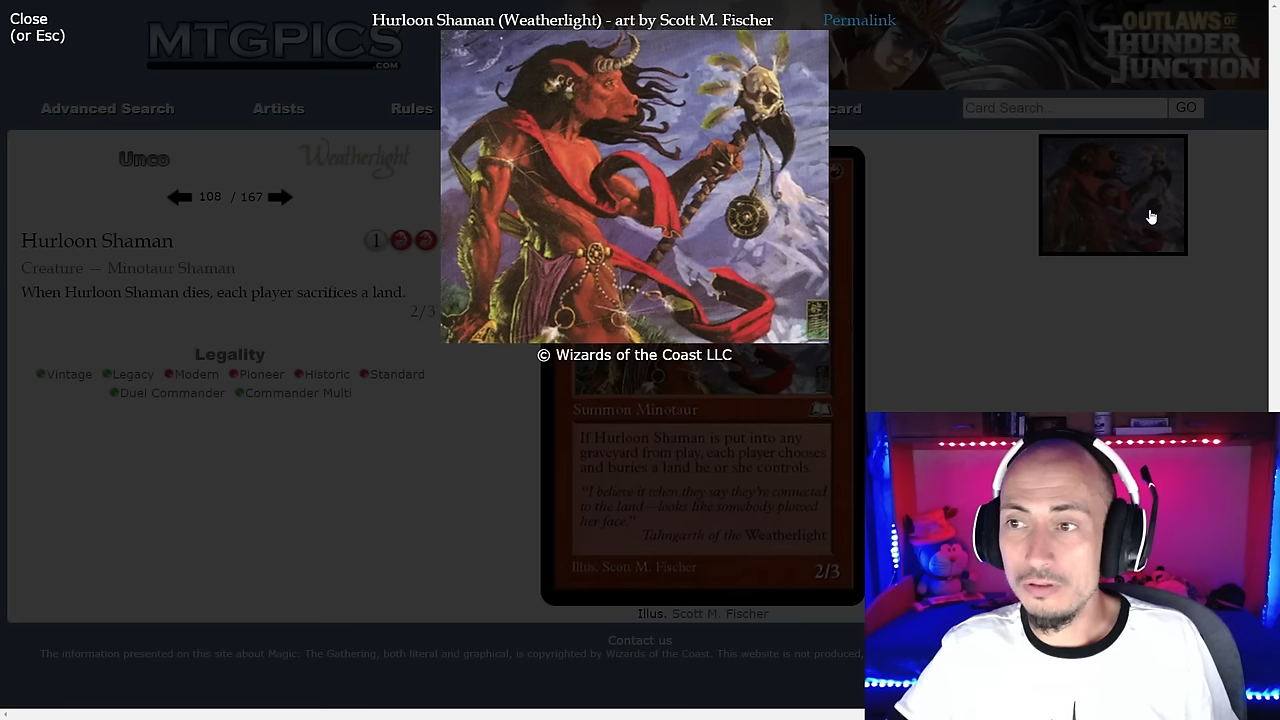 Close
(or Esc)
Hurloon Shaman (Weatherlight) - art by Scott M. Fischer
Permalink
MTGPICS
.COM
OUTLAWS OF
THUNDER
JUNCTION
Advanced Search
Artists
Rules
card
Card Search...
GO
Unco
Weatherlight
108 / 167
Hurloon Shaman
1
Creature — Minotaur Shaman
When Hurloon Shaman dies, each player sacrifices a land.
2/3
Legality
Vintage
Legacy
Modern
Pioneer
Historic
Standard
Duel Commander
Commander Multi
© Wizards of the Coast LLC
Summon Minotaur
If Hurloon Shaman is put into any
graveyard from play, each player chooses
and buries a land he or she controls.
"I believe it when they say they're connected
to the land—looks like somebody plowed
her face."
Tahngarth of the Weatherlight
Illus. Scott M. Fischer
2/3
Illus. Scott M. Fischer
Contact us
The information presented on this site about Magic: The Gathering, both literal and graphical, is copyrighted by Wizards of the Coast. This website is not produced,